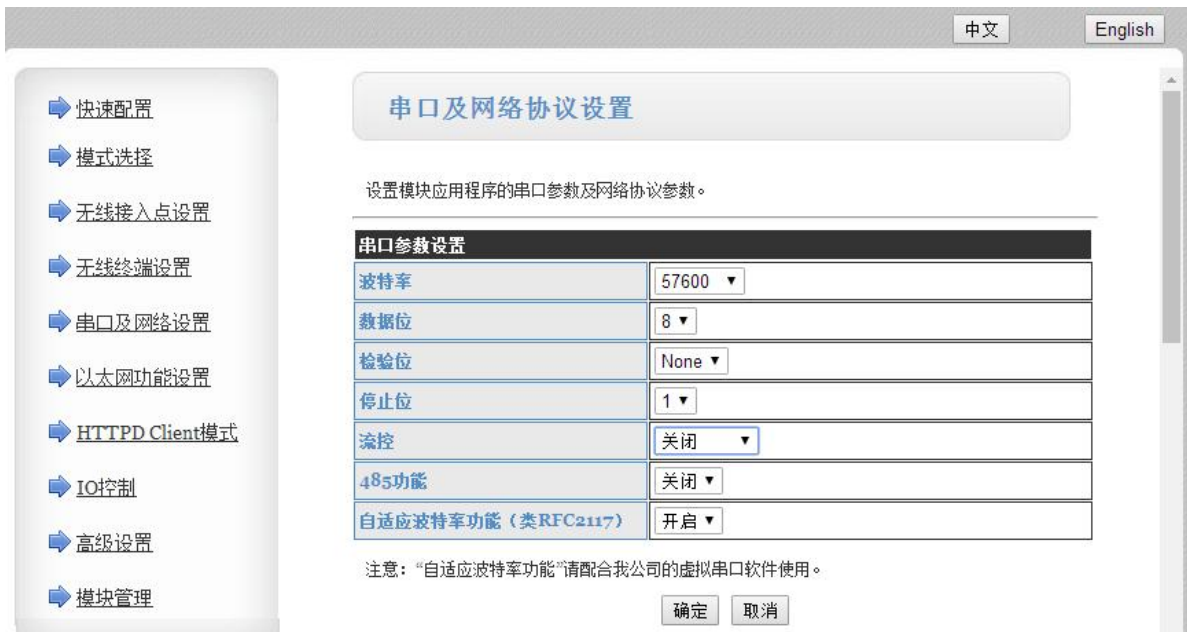 中文 English
快速配置
模式选择
无线接入点设置
无线终端设置
串口及网络设置
以太网功能设置
HTTPD Client模式
IO控制
高级设置
模块管理
串口及网络协议设置
设置模块应用程序的串口参数及网络协议参数。
串口参数设置
波特率 57600
数据位 8
检验位 None
停止位 1
流控 关闭
485功能 关闭
自适应波特率功能（类RFC2117） 开启
注意：“自适应波特率功能”请配合我公司的虚拟串口软件使用。
确定 取消